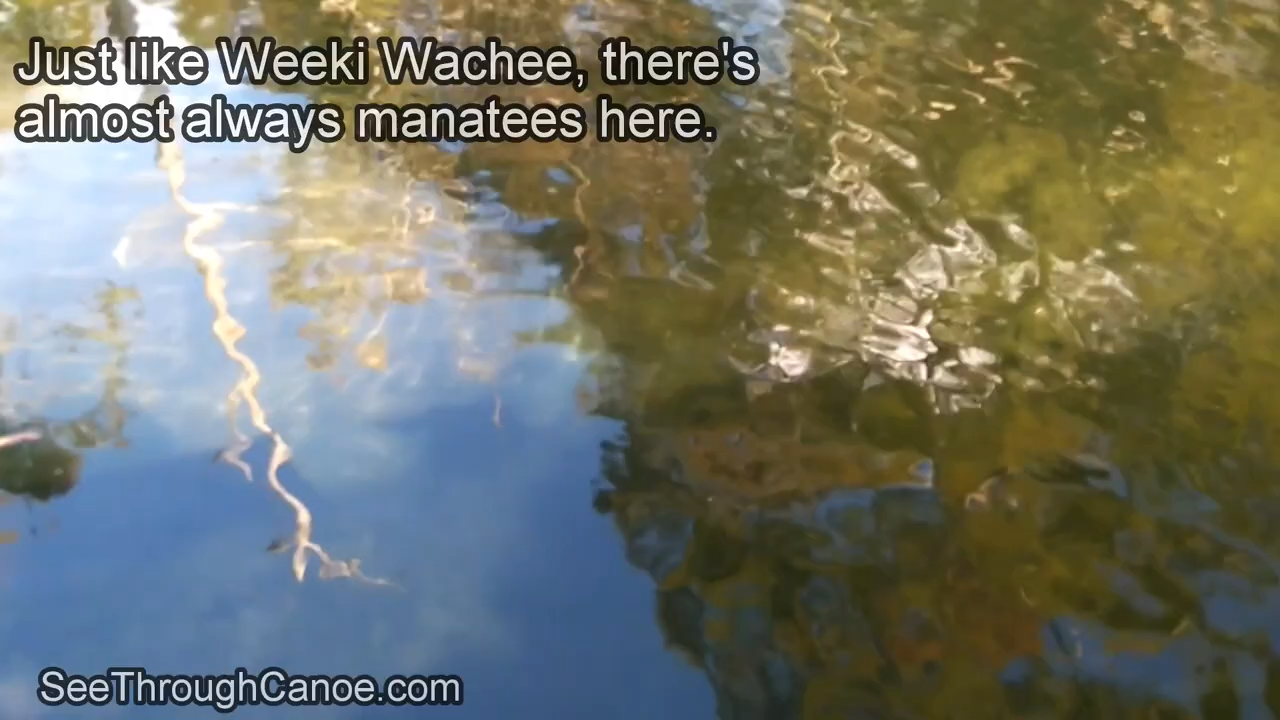 Just like Weeki Wachee, there's
almost always manatees here.
SeeThroughCanoe.com